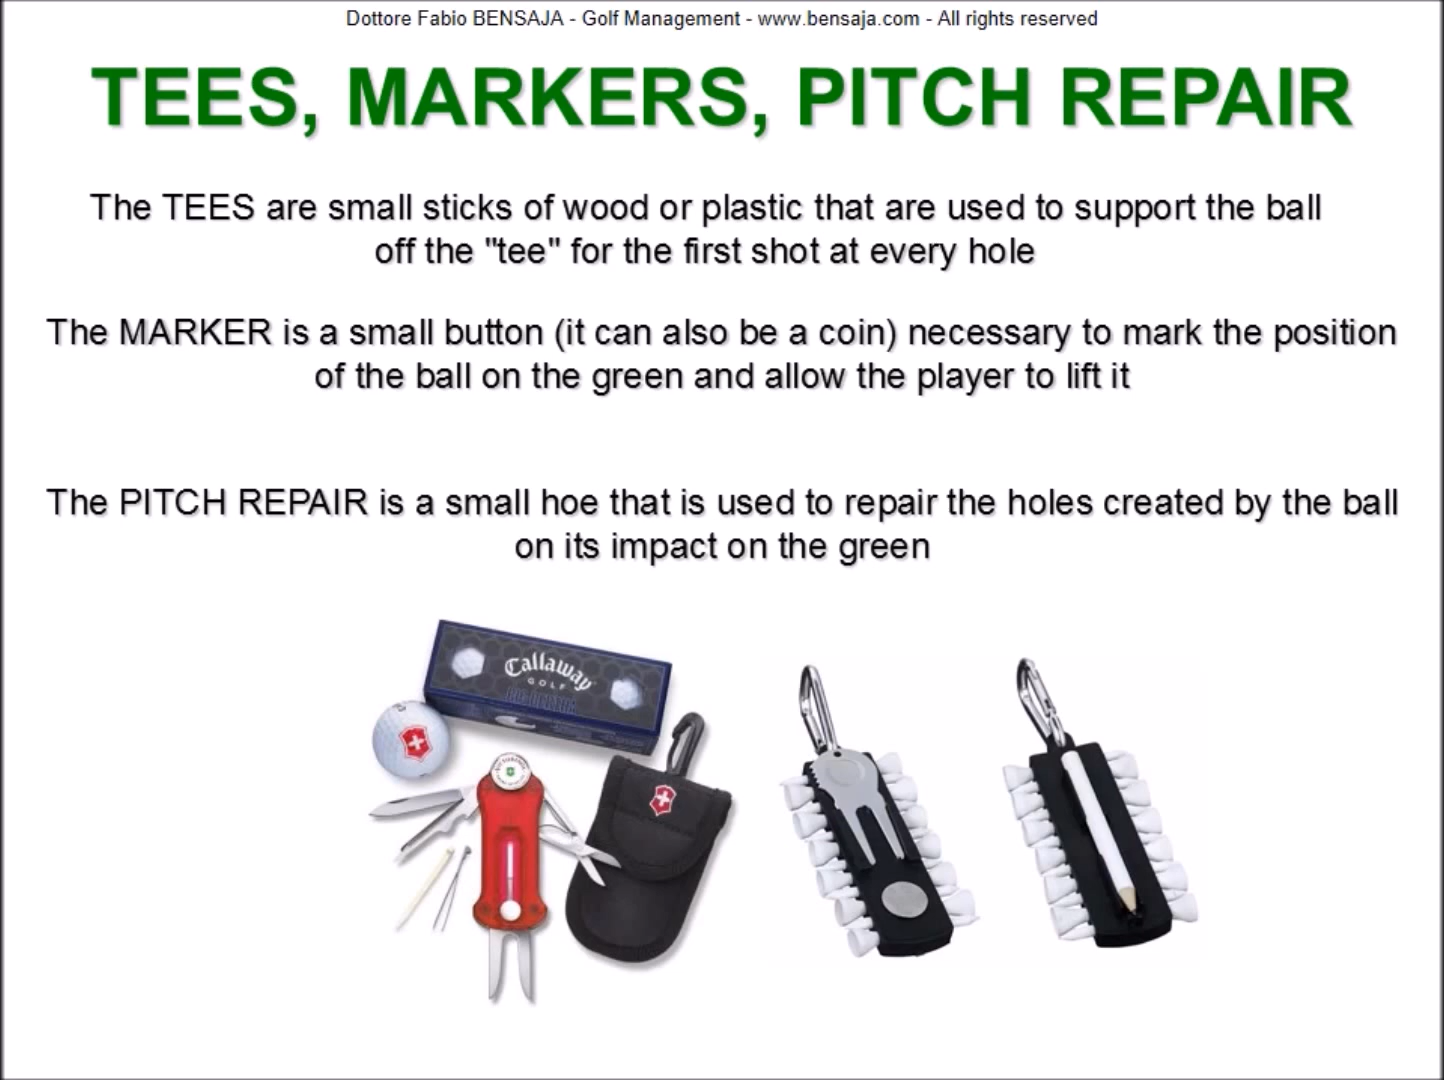 Dottore Fabio BENSAJA - Golf Management - www.bensaja.com - All rights reserved
TEES, MARKERS, PITCH REPAIR
The TEES are small sticks of wood or plastic that are used to support the ball
off the "tee" for the first shot at every hole
The MARKER is a small button (it can also be a coin) necessary to mark the position
of the ball on the green and allow the player to lift it
The PITCH REPAIR is a small hoe that is used to repair the holes created by the ball
on its impact on the green
Callaway
GOLF